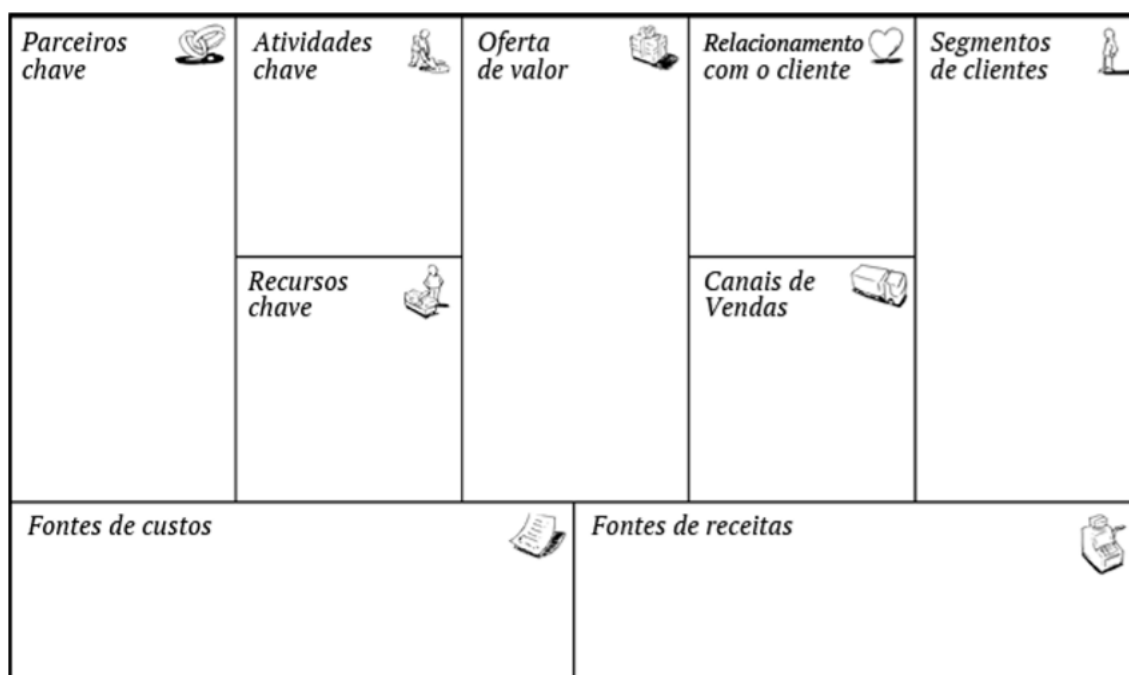 Parceiros
chave
Atividades
chave
Oferta
de valor
Relacionamento
com o cliente
Segmentos
de clientes
Recursos
chave
Canais de
Vendas
Fontes de custos
Fontes de receitas